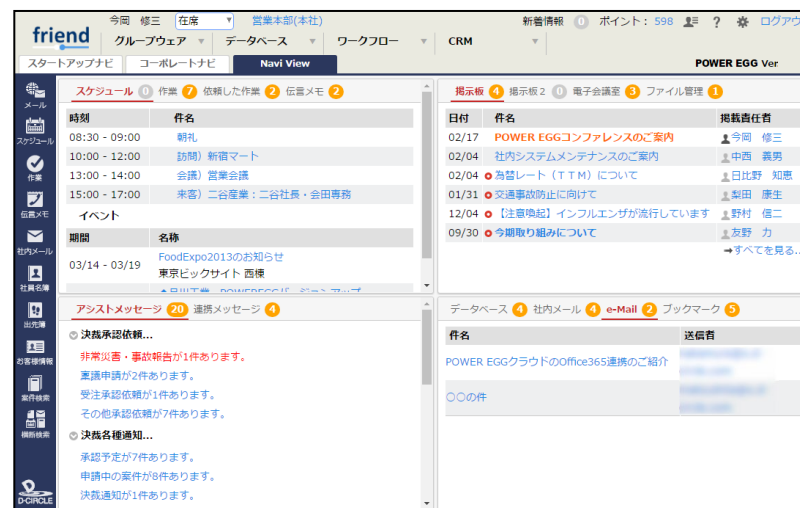 今岡 修三 在席 営業本部(本社) 新着情報 0 ポイント: 598 ? ログアウ
friend グループウェア データベース ワークフロー CRM
スタートアップナビ コーポレートナビ Navi View POWER EGG Ver
メール
スケジュール
作業
伝言メモ
社内メール
社員名簿
出先簿
お客様情報
案件検索
横断検索
D-CIRCLE
スケジュール 0 作業 7 依頼した作業 2 伝言メモ 2
時刻 件名
08:30 - 09:00 朝礼
10:00 - 12:00 訪問）新宿マート
13:00 - 14:00 会議）営業会議
15:00 - 17:00 来客）二谷産業：二谷社長・会田専務
イベント
期間 名称
03/14 - 03/19 FoodExpo2013のお知らせ
東京ビックサイト 西棟
掲示板 4 掲示板２ 0 電子会議室 3 ファイル管理 1
日付 件名 掲載責任者
02/17 POWER EGGコンファレンスのご案内 今岡 修三
02/04 社内システムメンテナンスのご案内 中西 義男
02/04 為替レート（ＴＴＭ）について 日比野 知恵
01/31 交通事故防止に向けて 梨田 康生
12/04 【注意喚起】インフルエンザが流行しています 野村 信二
09/30 今期取り組みについて 友野 力
→すべてを見る..
アシストメッセージ 20 連携メッセージ 4
決裁承認依頼...
非常災害・事故報告が1件あります。
稟議申請が2件あります。
受注承認依頼が1件あります。
その他承認依頼が7件あります。
決裁各種通知...
承認予定が7件あります。
申請中の案件が8件あります。
決裁通知が1件あります。
データベース 4 社内メール 4 e-Mail 2 ブックマーク 5
件名 送信者
POWER EGGクラウドのOffice365連携のご紹介
○○の件